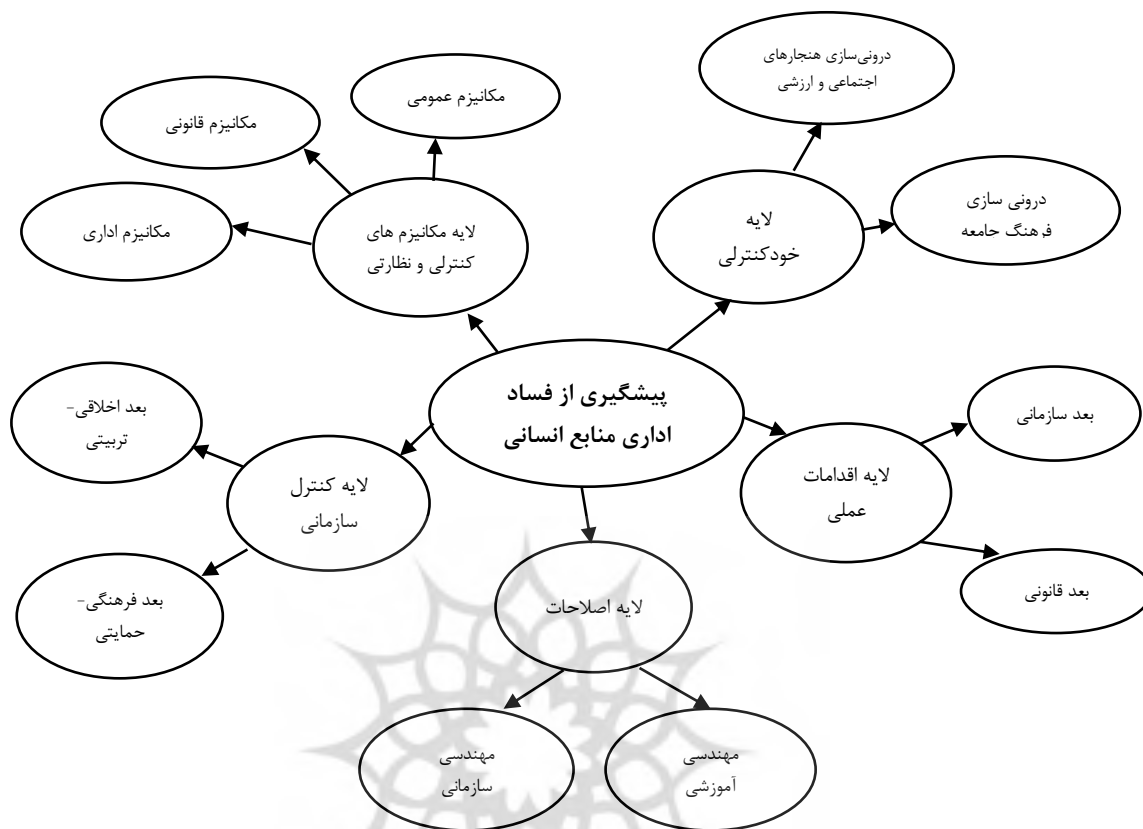 درونی‌سازی هنجارهای
اجتماعی و ارزشی
درونی سازی
فرهنگ جامعه
لایه
خودکنترلی
مکانیزم عمومی
مکانیزم قانونی
مکانیزم اداری
لایه مکانیزم های
کنترلی و نظارتی
پیشگیری از فساد
اداری منابع انسانی
بعد سازمانی
لایه اقدامات
عملی
بعد قانونی
بعد اخلاقی-
تربیتی
لایه کنترل
سازمانی
بعد فرهنگی-
حمایتی
لایه اصلاحات
مهندسی
آموزشی
مهندسی
سازمانی